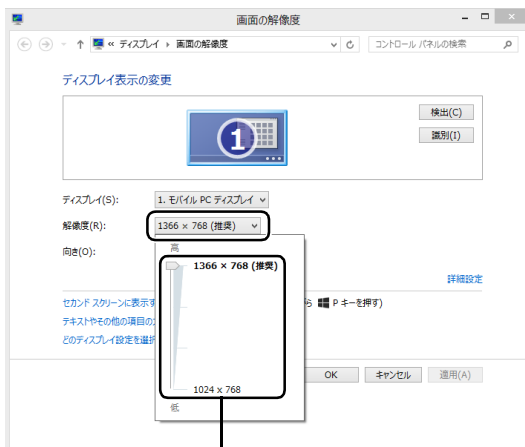 画面の解像度
« ディスプレイ ▸ 画面の解像度
コントロール パネルの検索
ディスプレイ表示の変更
1
検出(C)
識別(I)
ディスプレイ(S): 1. モバイル PC ディスプレイ
解像度(R): 1366 × 768 (推奨)
向き(O):
高
1366 × 768 (推奨)
詳細設定
セカンド スクリーンに表示す
P キーを押す)
テキストやその他の項目の
どのディスプレイ設定を選択
1024 x 768
低
OK キャンセル 適用(A)